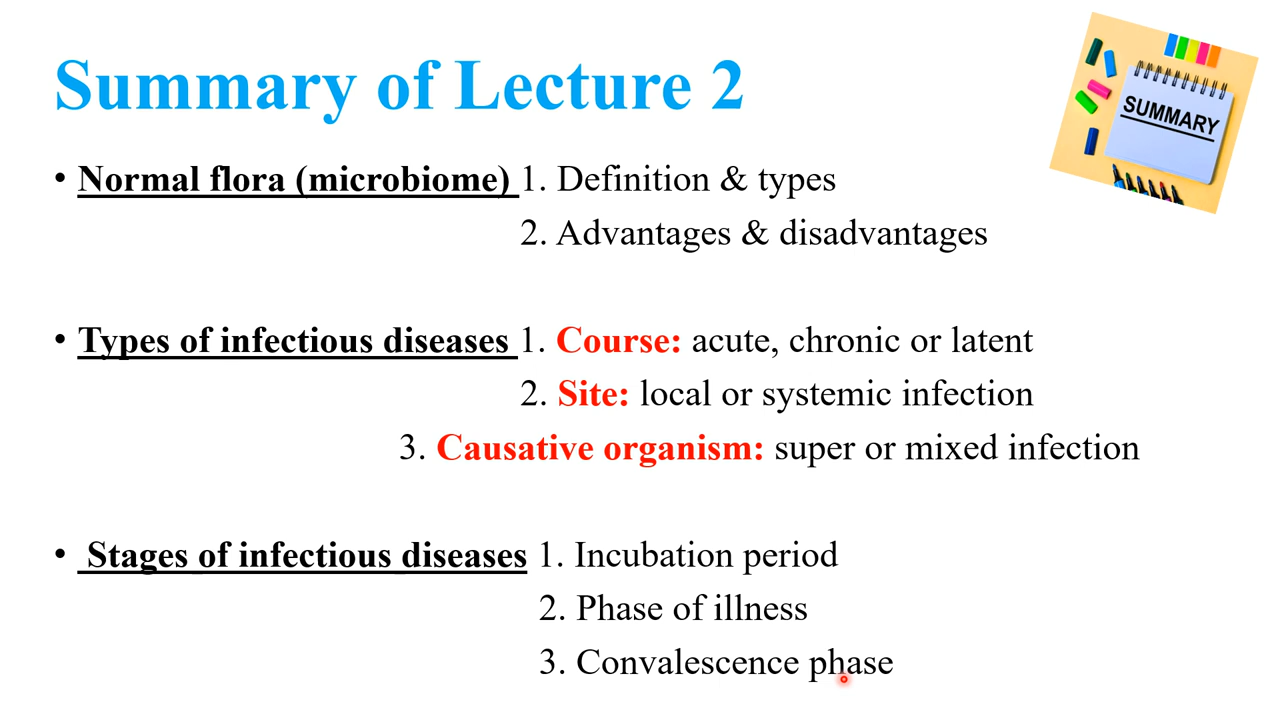 Summary of Lecture 2
SUMMARY
• Normal flora (microbiome) 1. Definition & types
2. Advantages & disadvantages
• Types of infectious diseases 1. Course: acute, chronic or latent
2. Site: local or systemic infection
3. Causative organism: super or mixed infection
• Stages of infectious diseases 1. Incubation period
2. Phase of illness
3. Convalescence phase